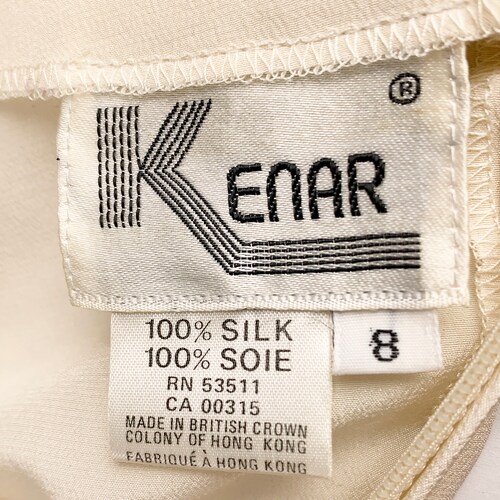 ®
KENAR
100% SILK
100% SOIE
RN 53511
CA 00315
MADE IN BRITISH CROWN
COLONY OF HONG KONG
FABRIQUÉ À HONG KONG
8